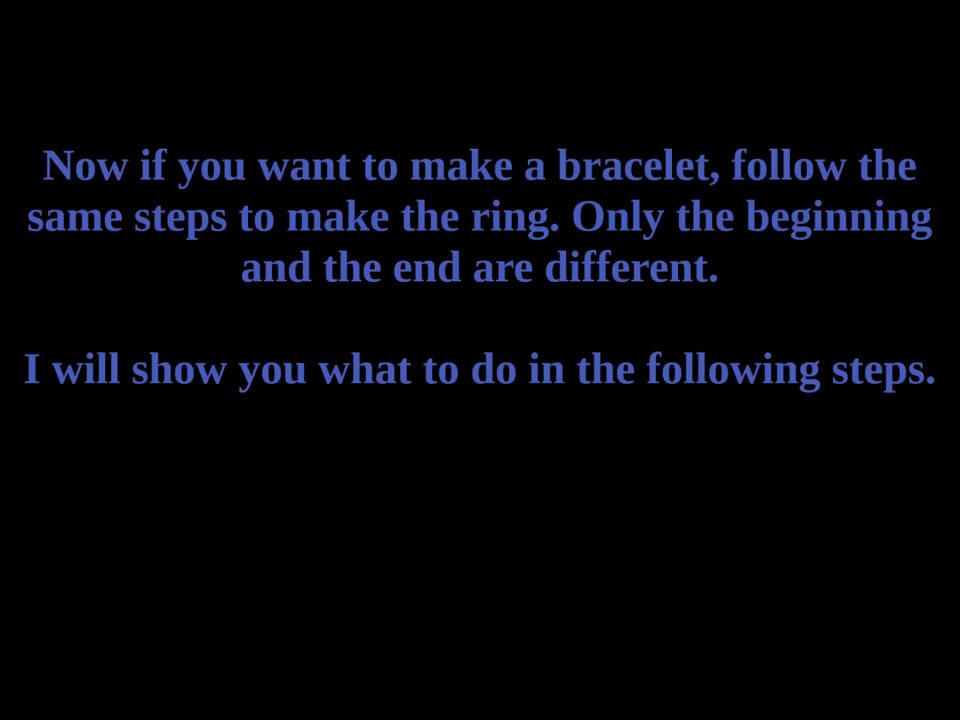 Now if you want to make a bracelet, follow the
same steps to make the ring. Only the beginning
and the end are different.
I will show you what to do in the following steps.